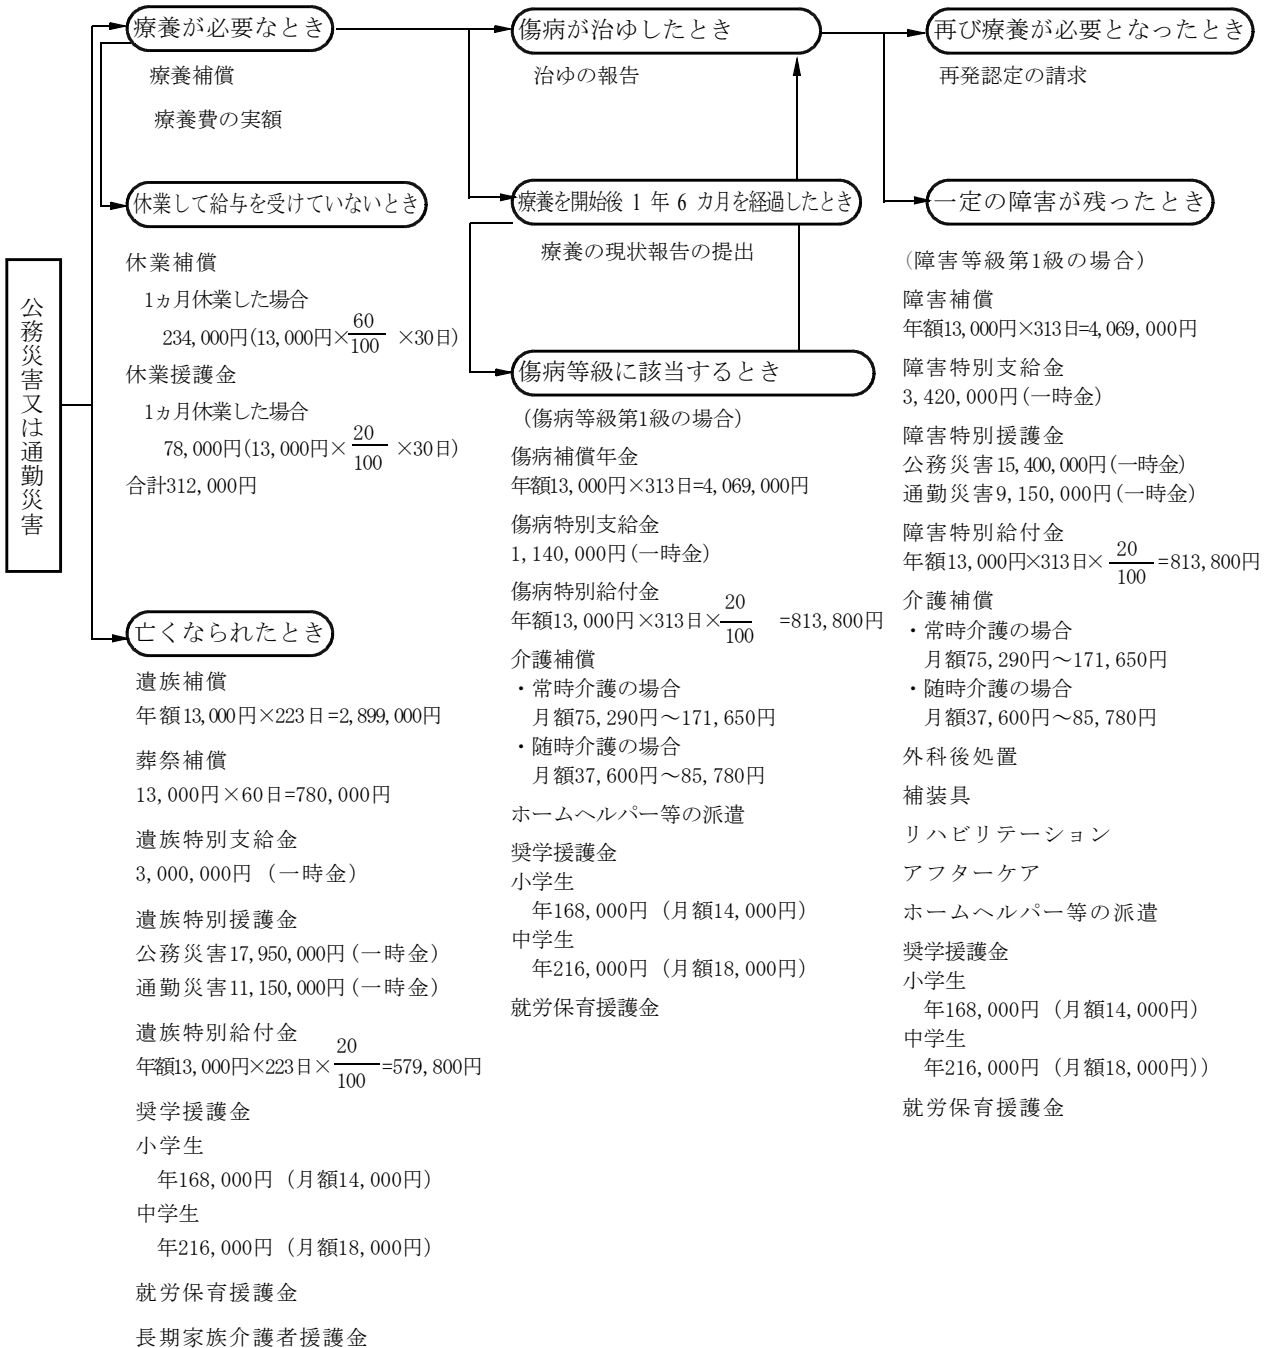 公務災害又は通勤災害
療養が必要なとき
療養補償
療養費の実額
休業して給与を受けていないとき
休業補償
1ヵ月休業した場合
234,000円(13,000円×60/100×30日)
休業援護金
1ヵ月休業した場合
78,000円(13,000円×20/100×30日)
合計312,000円
亡くなられたとき
遺族補償
年額13,000円×223日=2,899,000円
葬祭補償
13,000円×60日=780,000円
遺族特別支給金
3,000,000円 (一時金)
遺族特別援護金
公務災害17,950,000円(一時金)
通勤災害11,150,000円(一時金)
遺族特別給付金
年額13,000円×223日×20/100=579,800円
奨学援護金
小学生
年168,000円 (月額14,000円)
中学生
年216,000円 (月額18,000円)
就労保育援護金
長期家族介護者援護金
傷病が治ゆしたとき
治ゆの報告
療養を開始後 1 年 6 カ月を経過したとき
療養の現状報告の提出
傷病等級に該当するとき
(傷病等級第1級の場合)
傷病補償年金
年額13,000円×313日=4,069,000円
傷病特別支給金
1,140,000円(一時金)
傷病特別給付金
年額13,000円×313日×20/100 =813,800円
介護補償
・常時介護の場合
月額75,290円～171,650円
・随時介護の場合
月額37,600円～85,780円
ホームヘルパー等の派遣
奨学援護金
小学生
年168,000円 (月額14,000円)
中学生
年216,000円 (月額18,000円)
就労保育援護金
再び療養が必要となったとき
再発認定の請求
一定の障害が残ったとき
(障害等級第1級の場合)
障害補償
年額13,000円×313日=4,069,000円
障害特別支給金
3,420,000円(一時金)
障害特別援護金
公務災害15,400,000円(一時金)
通勤災害9,150,000円(一時金)
障害特別給付金
年額13,000円×313日×20/100=813,800円
介護補償
・常時介護の場合
月額75,290円～171,650円
・随時介護の場合
月額37,600円～85,780円
外科後処置
補装具
リハビリテーション
アフターケア
ホームヘルパー等の派遣
奨学援護金
小学生
年168,000円 (月額14,000円)
中学生
年216,000円 (月額18,000円))
就労保育援護金